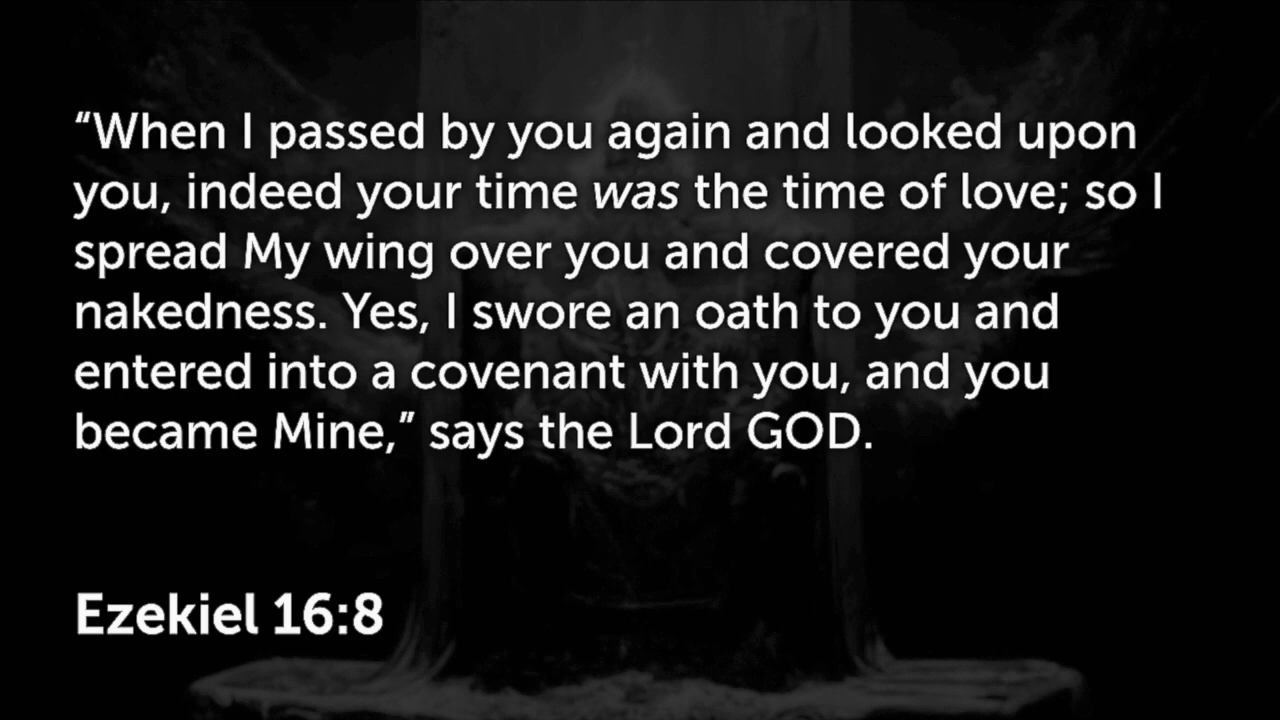 “When I passed by you again and looked upon
you, indeed your time was the time of love; so I
spread My wing over you and covered your
nakedness. Yes, I swore an oath to you and
entered into a covenant with you, and you
became Mine,” says the Lord GOD.
Ezekiel 16:8